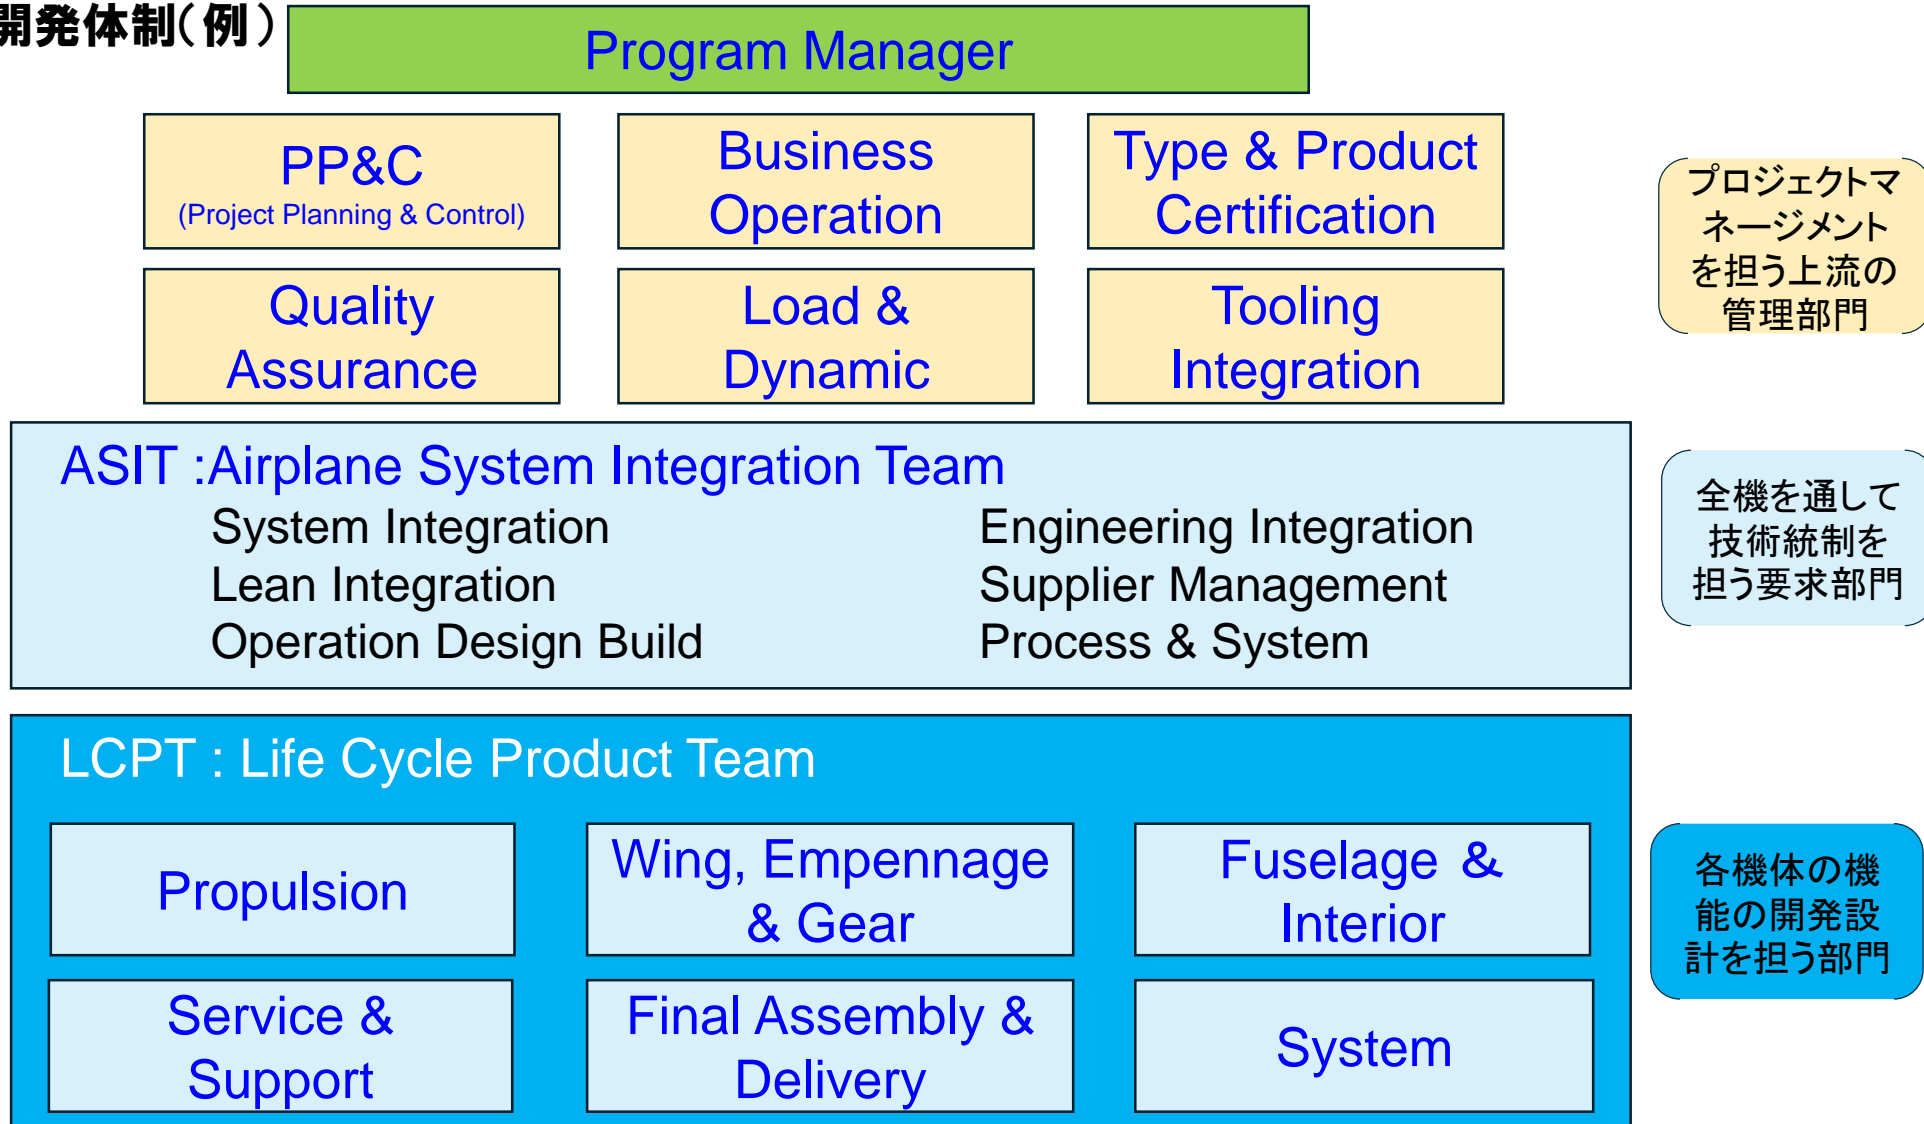 開発体制(例)
Program Manager
PP&C
(Project Planning & Control)
Business
Operation
Type & Product
Certification
プロジェクトマ
ネージメント
を担う上流の
管理部門
Quality
Assurance
Load &
Dynamic
Tooling
Integration
ASIT :Airplane System Integration Team
System Integration
Engineering Integration
Lean Integration
Supplier Management
Operation Design Build
Process & System
全機を通して
技術統制を
担う要求部門
LCPT : Life Cycle Product Team
Propulsion
Wing, Empennage
& Gear
Fuselage &
Interior
各機体の機
能の開発設
計を担う部門
Service &
Support
Final Assembly &
Delivery
System